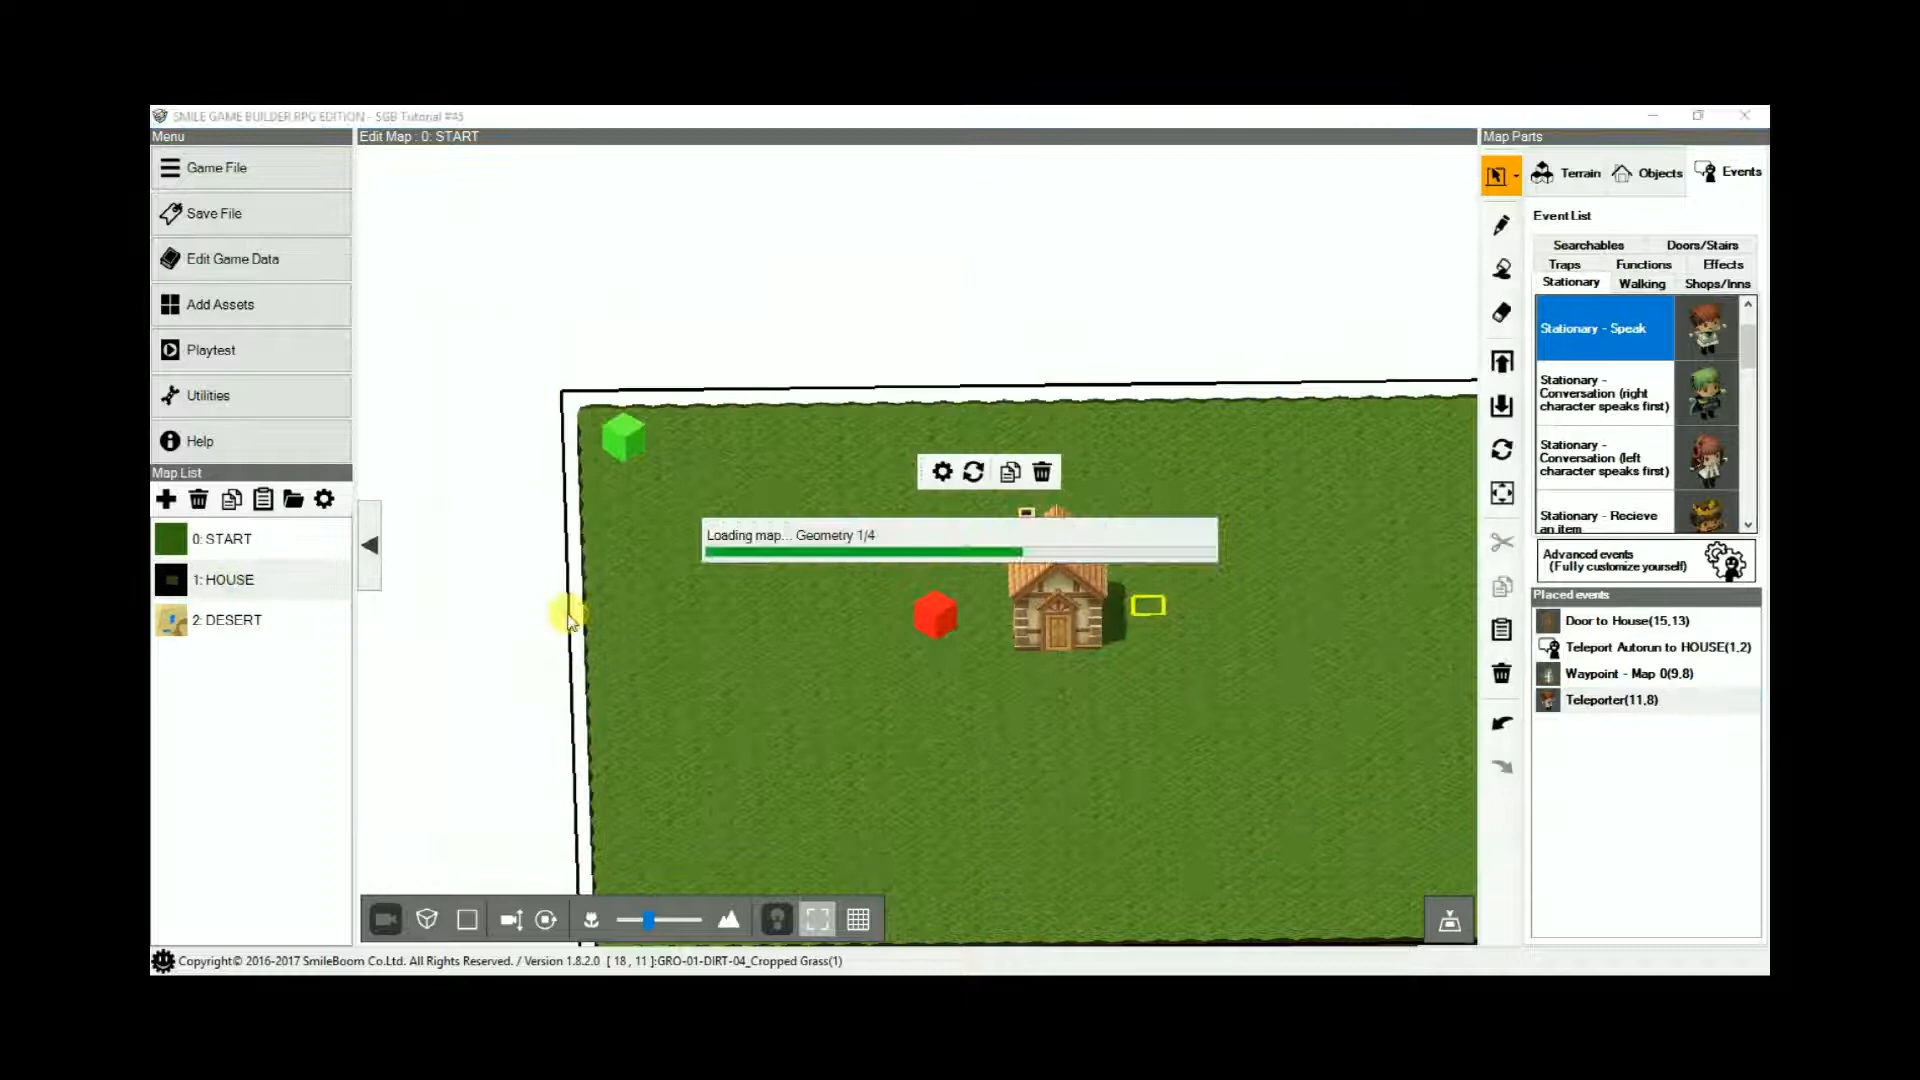 SMILE GAME BUILDER RPG EDITION - SGB Tutorial #45
Menu
Edit Map : 0: START
Map Parts
Game File
Save File
Edit Game Data
Add Assets
Playtest
Utilities
Help
Map List
0: START
1: HOUSE
2: DESERT
Loading map... Geometry 1/4
Terrain
Objects
Events
Event List
Searchables
Doors/Stairs
Traps
Functions
Effects
Stationary
Walking
Shops/Inns
Stationary - Speak
Stationary -
Conversation (right
character speaks first)
Stationary -
Conversation (left
character speaks first)
Stationary - Recieve
an item
Advanced events
(Fully customize yourself)
Placed events
Door to House(15,13)
Teleport Autorun to HOUSE(1,2)
Waypoint - Map 0(9,8)
Teleporter(11,8)
Copyright© 2016-2017 SmileBoom Co.Ltd. All Rights Reserved. / Version 1.8.2.0 [ 18 , 11 ]:GRO-01-DIRT-04_Cropped Grass(1)